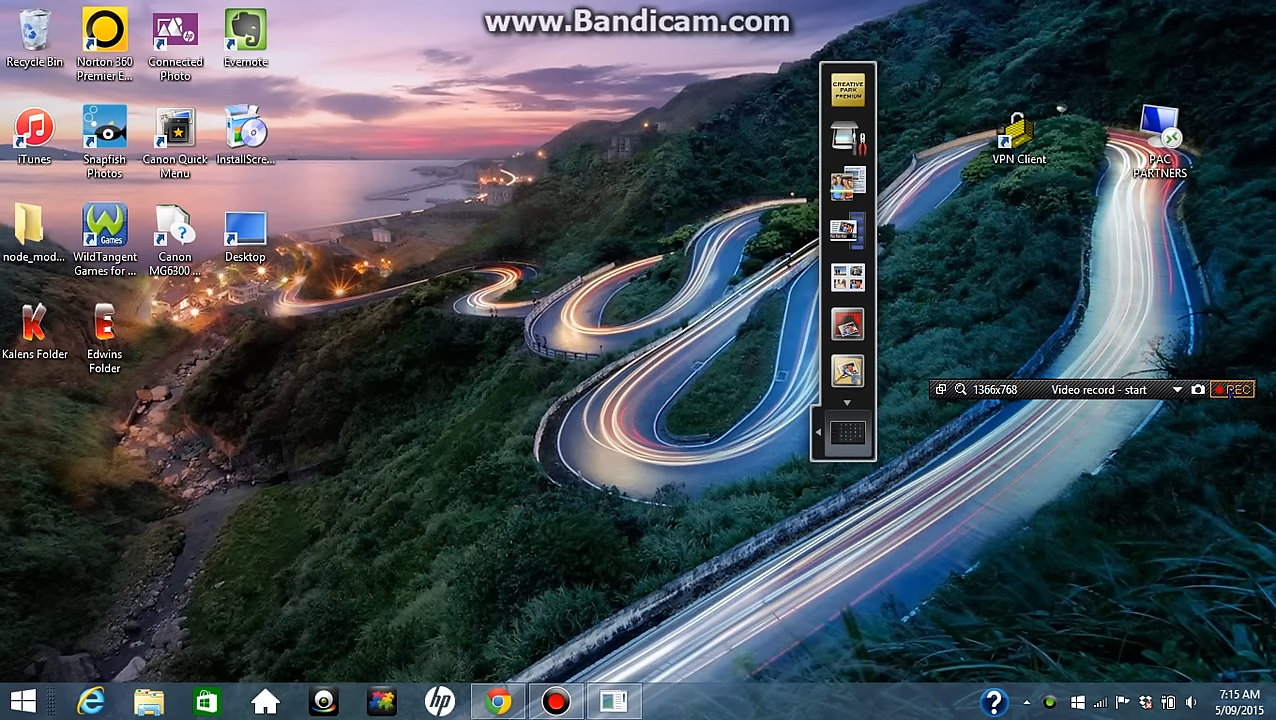 www.Bandicam.com
Recycle Bin
Norton 360 Premier E...
Connected Photo
Evernote
iTunes
Snapfish Photos
Canon Quick Menu
InstallScre...
node_mod...
WildTangent Games for ...
Canon MG6300 ...
Desktop
Kalens Folder
Edwins Folder
Games
CREATIVE PARK PREMIUM
VPN Client
PAC PARTNERS
1366x768
Video record - start
REC
hp
7:15 AM
5/09/2015